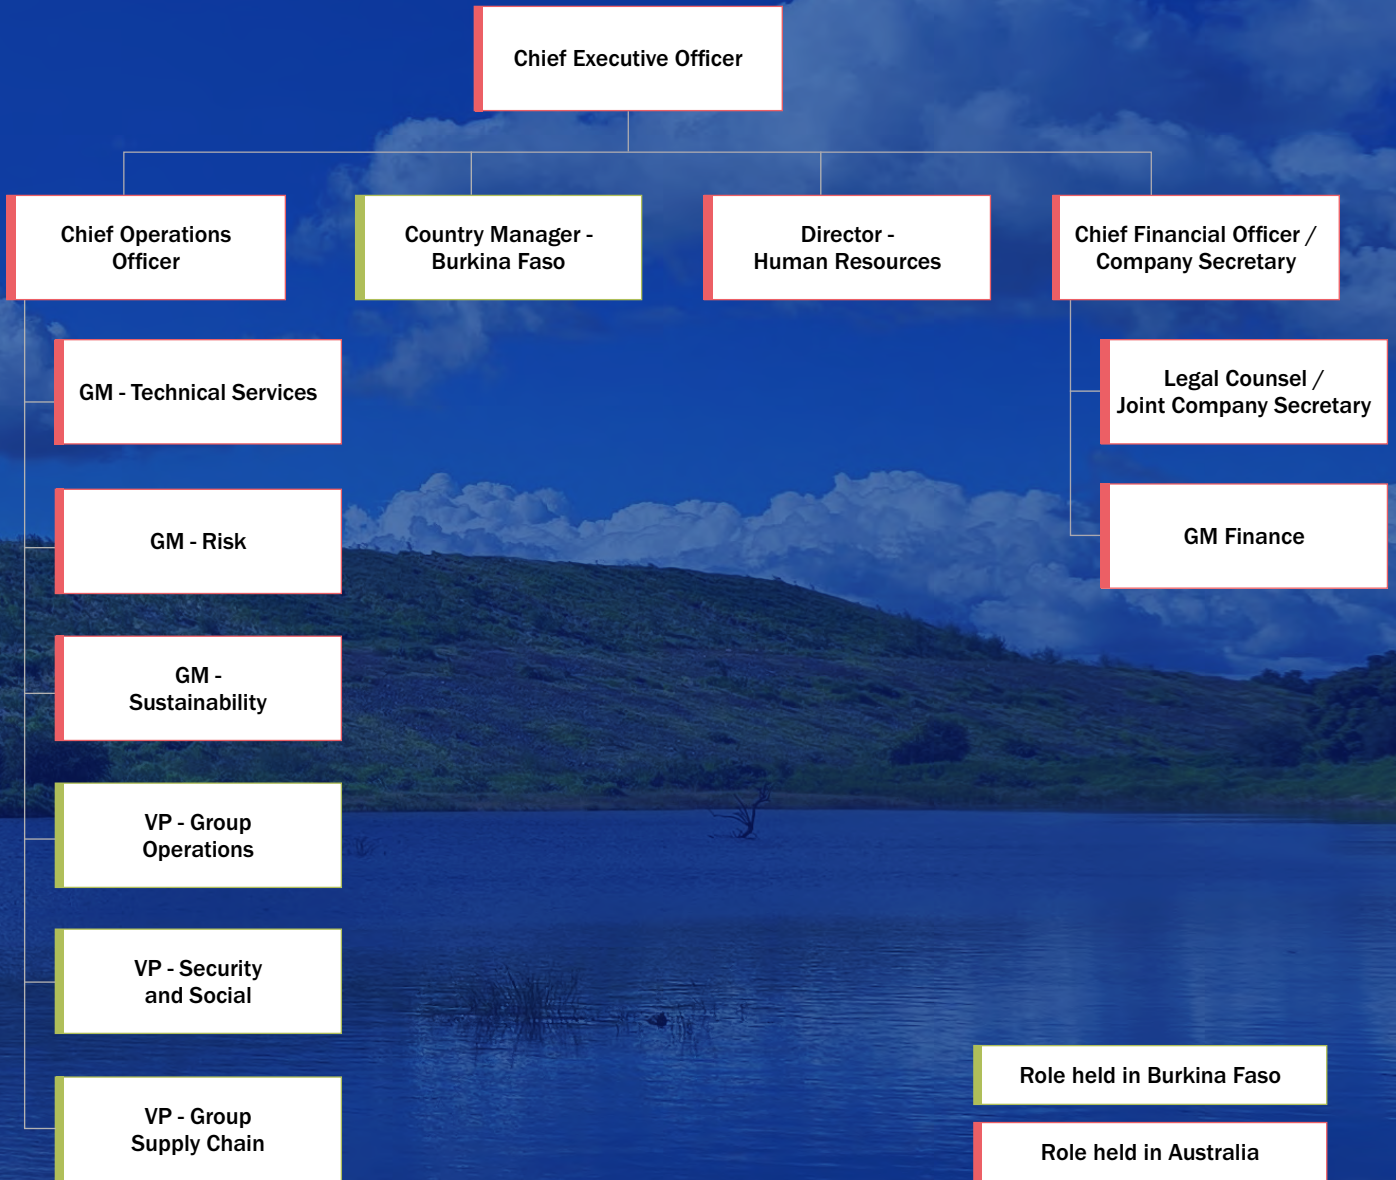 Chief Executive Officer
Chief Operations
Officer
Country Manager -
Burkina Faso
Director -
Human Resources
Chief Financial Officer /
Company Secretary
GM - Technical Services
Legal Counsel /
Joint Company Secretary
GM - Risk
GM Finance
GM -
Sustainability
VP - Group
Operations
VP - Security
and Social
VP - Group
Supply Chain
Role held in Burkina Faso
Role held in Australia